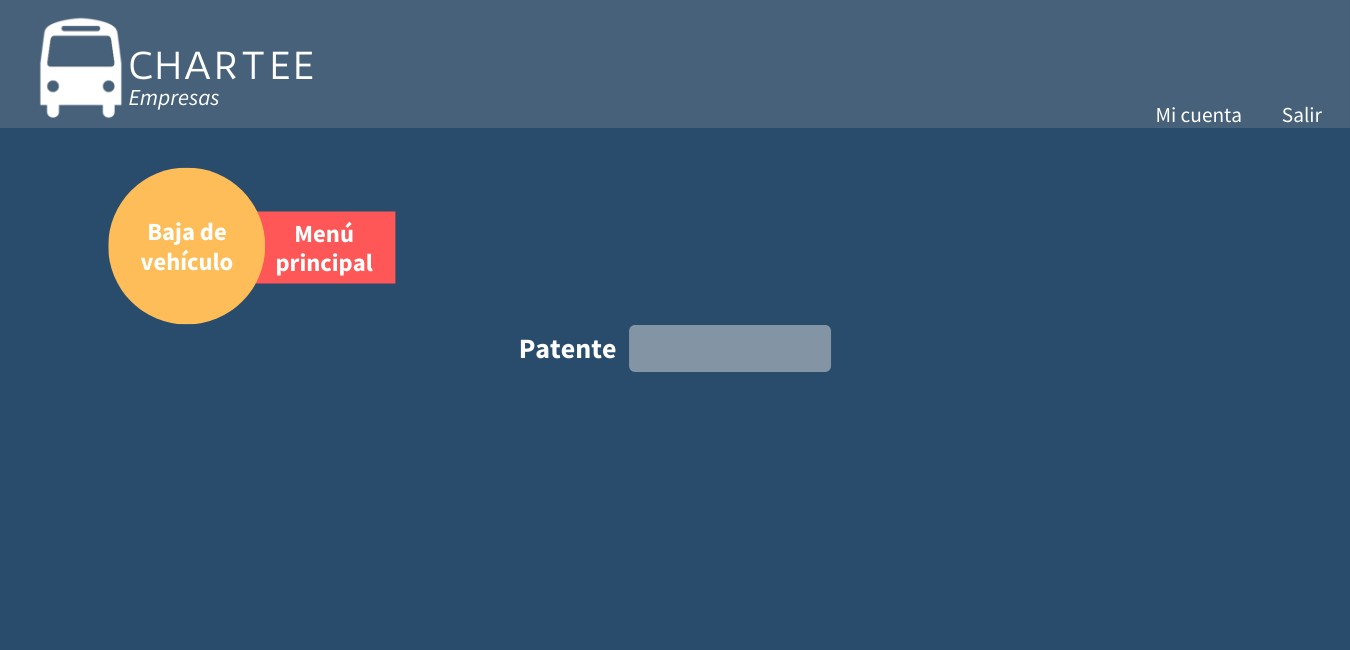 CHARTEE
Empresas
Mi cuenta
Salir
Baja de
vehículo
Menú
principal
Patente